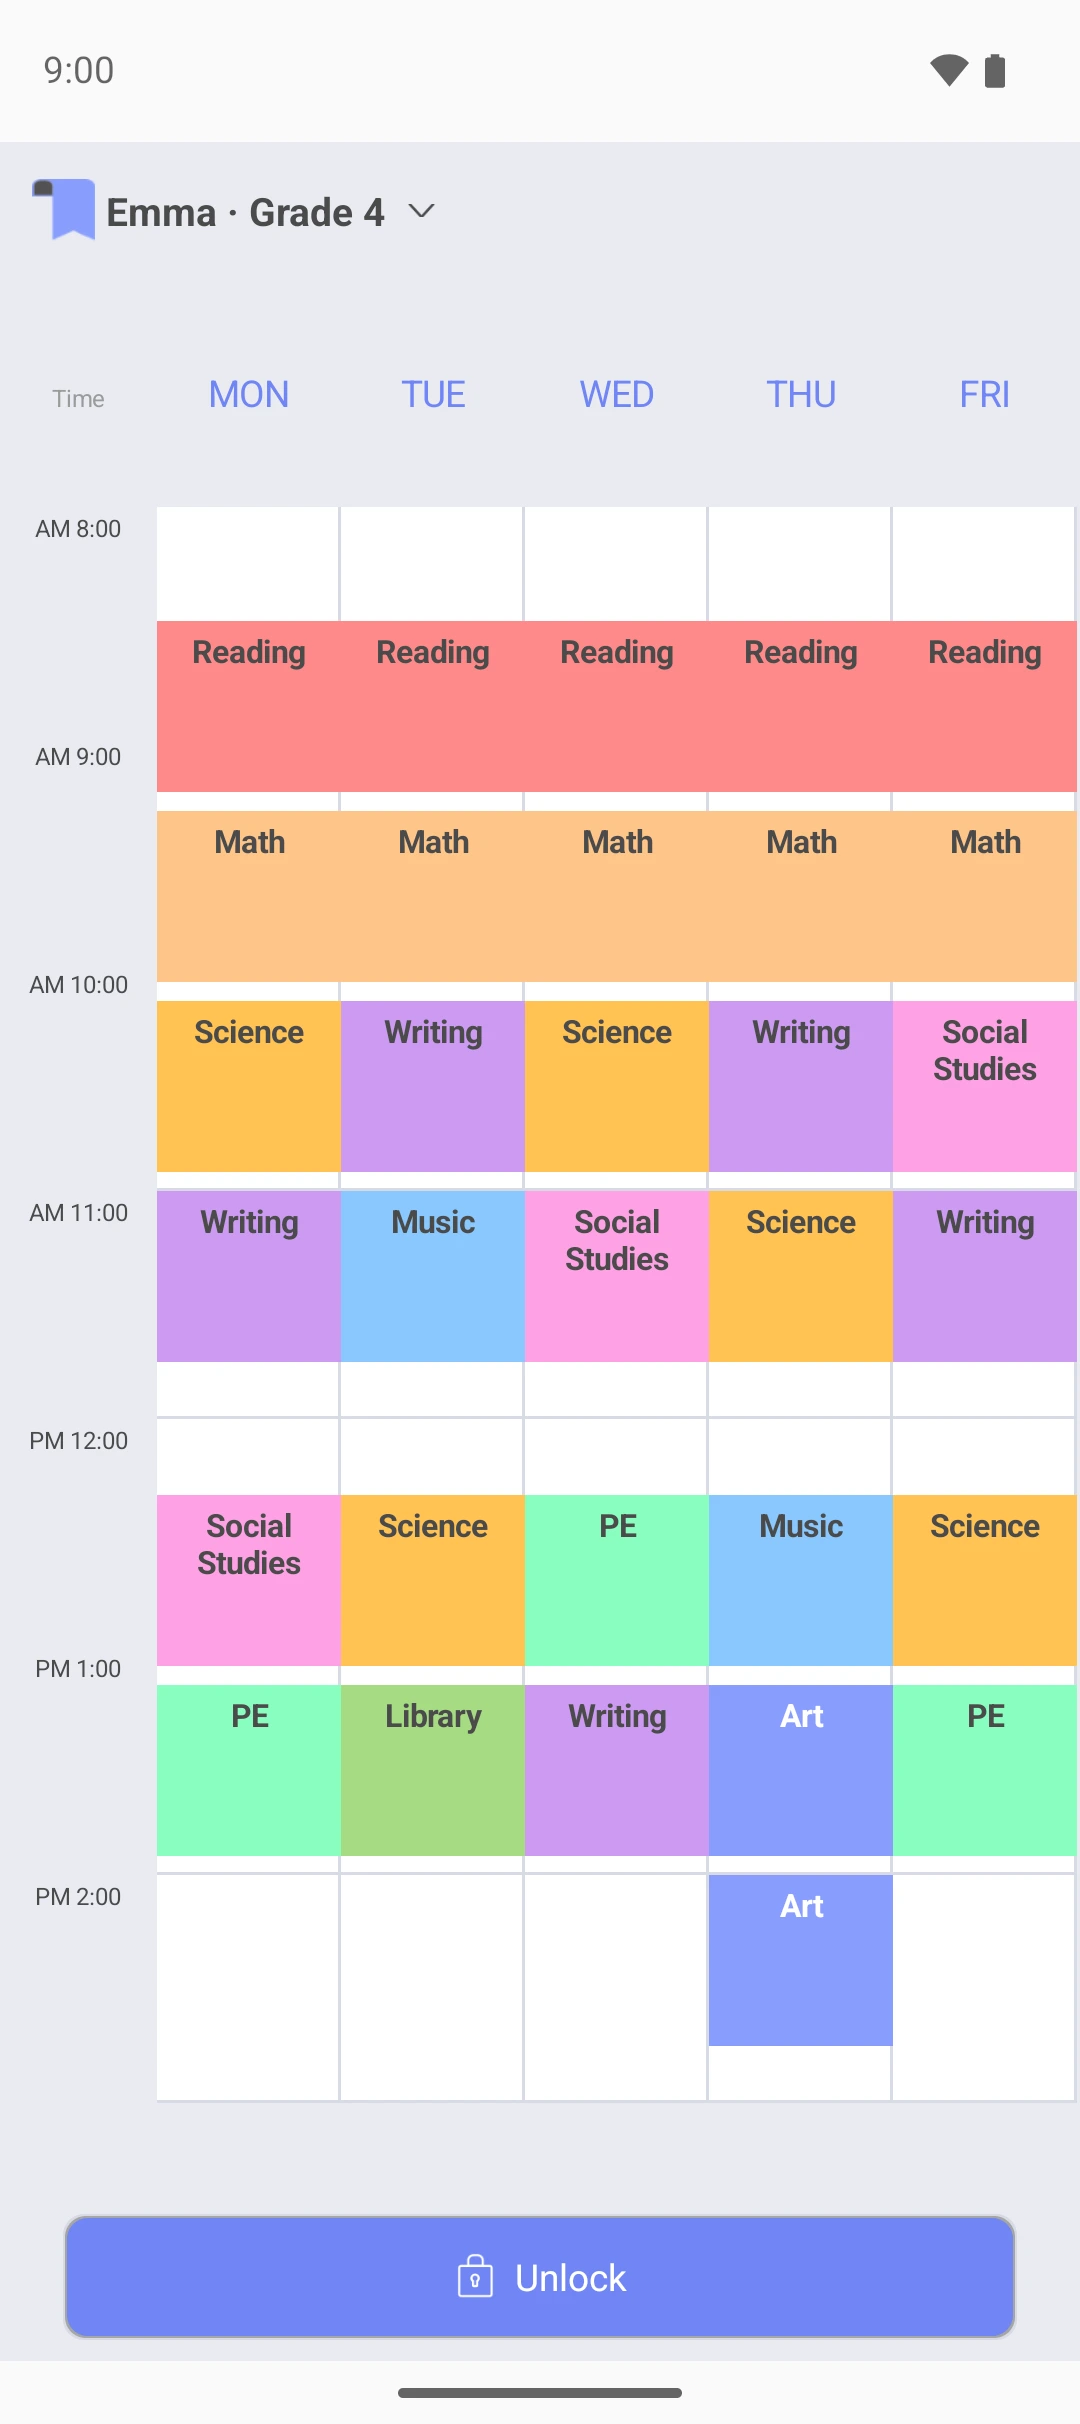 9:00
Emma · Grade 4
Time MON TUE WED THU FRI
AM 8:00
Reading Reading Reading Reading Reading
AM 9:00
Math Math Math Math Math
AM 10:00
Science Writing Science Writing Social
Studies
AM 11:00
Writing Music Social Science Writing
Studies
PM 12:00
Social Science PE Music Science
Studies
PM 1:00
PE Library Writing Art PE
PM 2:00
Art
Unlock